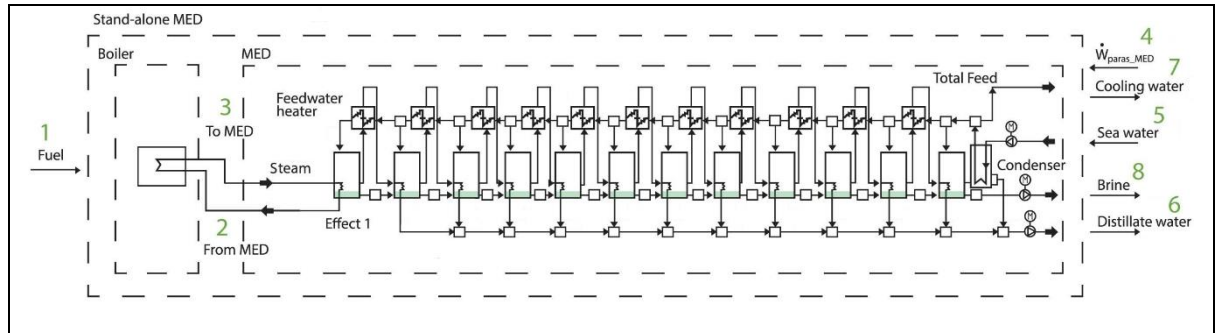 Stand-alone MED
Boiler
MED
4
Ẇparas_MED
7
Total Feed
Cooling water
Feedwater
heater
3
To MED
5
Sea water
1
Fuel
Steam
M
Condenser
8
M
Brine
Effect 1
2
From MED
M
6
Distillate water